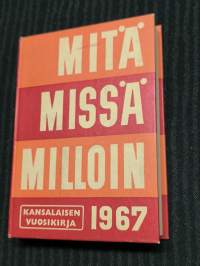 MITÄ
MISSÄ
MILLOIN
KANSALAISEN
VUOSIKIRJA
1967